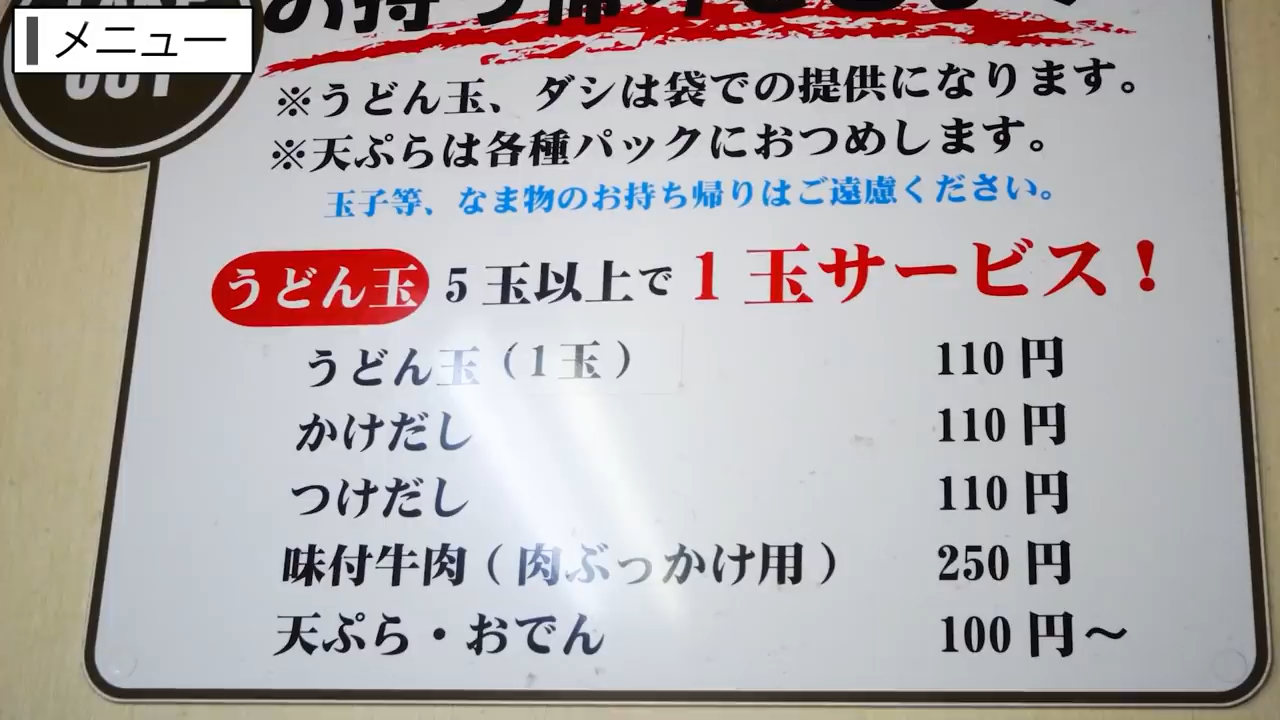 メニュー
OUT
※うどん玉、ダシは袋での提供になります。
※天ぷらは各種パックにおつめします。
玉子等、なま物のお持ち帰りはご遠慮ください。
うどん玉 5玉以上で1玉サービス！
うどん玉（1玉） 110円
かけだし 110円
つけだし 110円
味付牛肉（肉ぶっかけ用） 250円
天ぷら・おでん 100円～